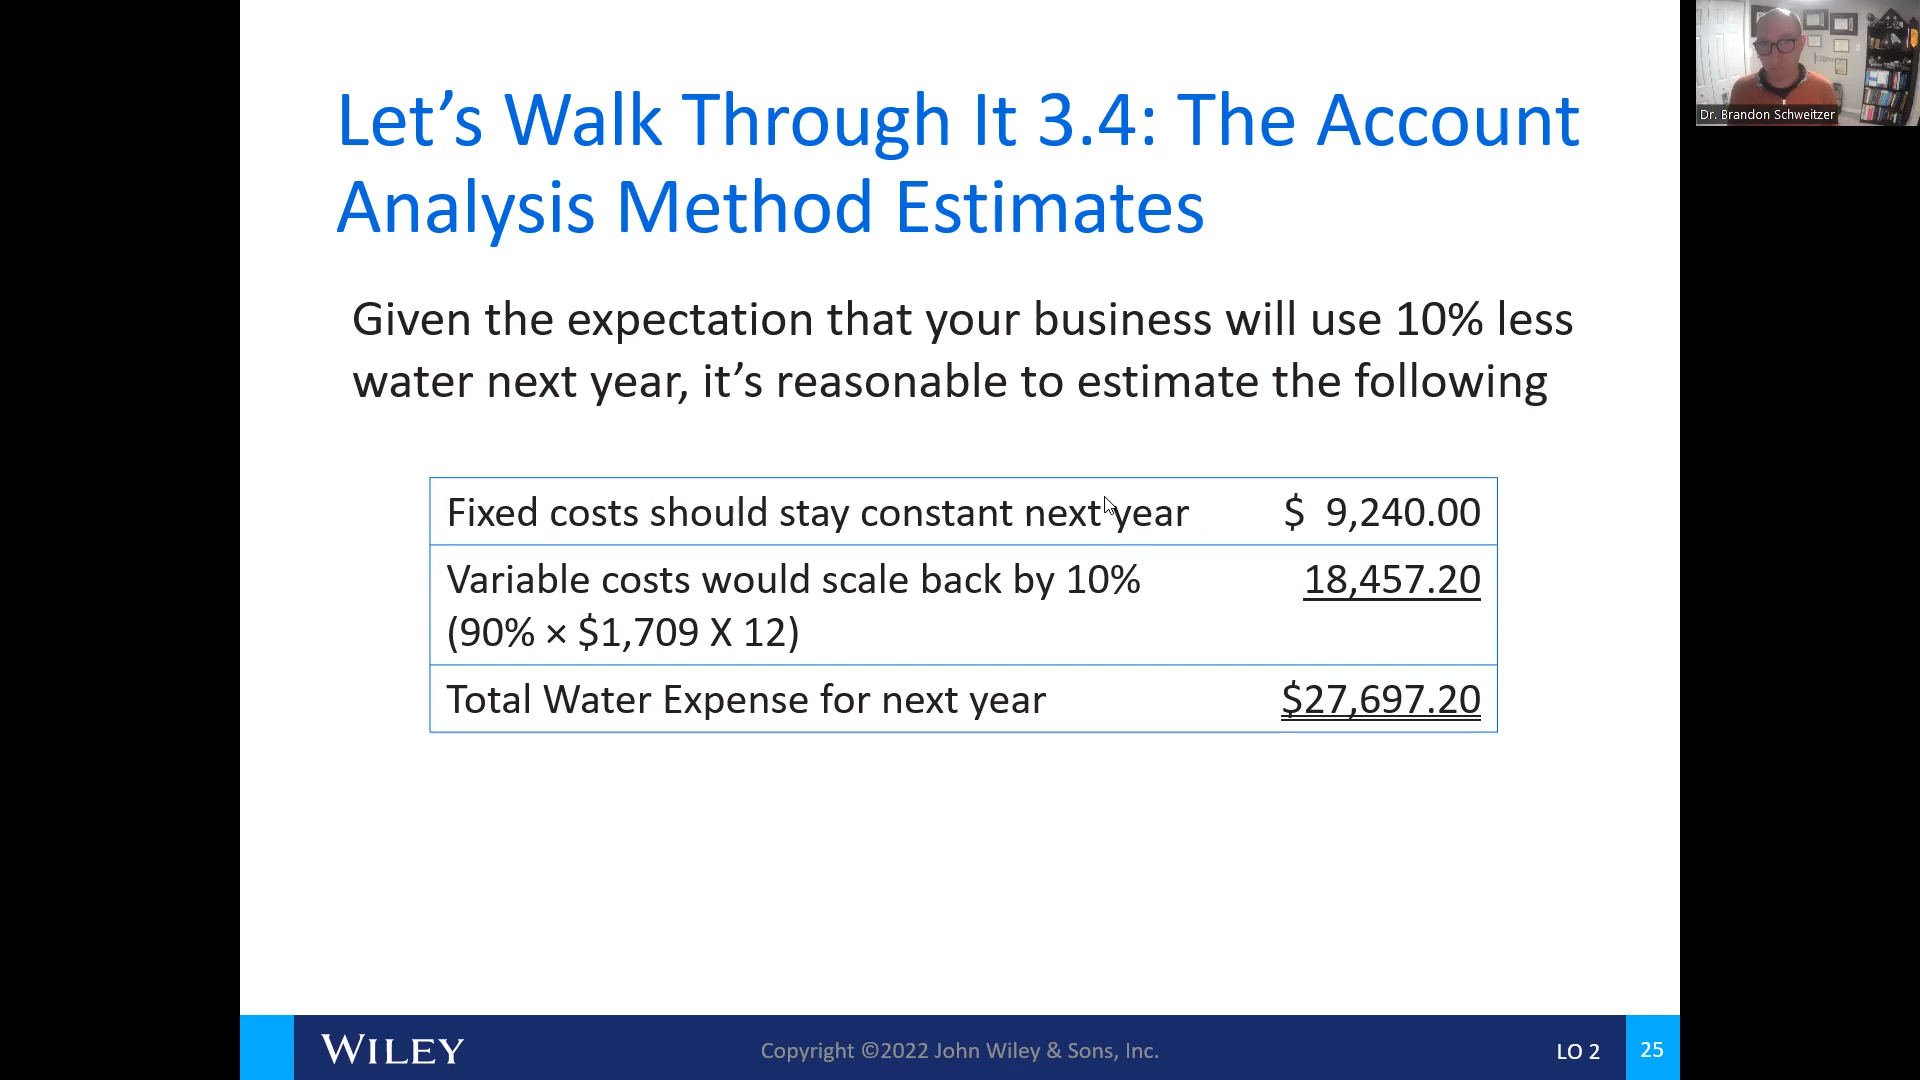 Let’s Walk Through It 3.4: The Account
Analysis Method Estimates
Given the expectation that your business will use 10% less
water next year, it’s reasonable to estimate the following
Fixed costs should stay constant next year $ 9,240.00
Variable costs would scale back by 10% 18,457.20
(90% × $1,709 X 12)
Total Water Expense for next year $27,697.20
WILEY
Copyright ©2022 John Wiley & Sons, Inc.
LO 2
25
Dr. Brandon Schweitzer